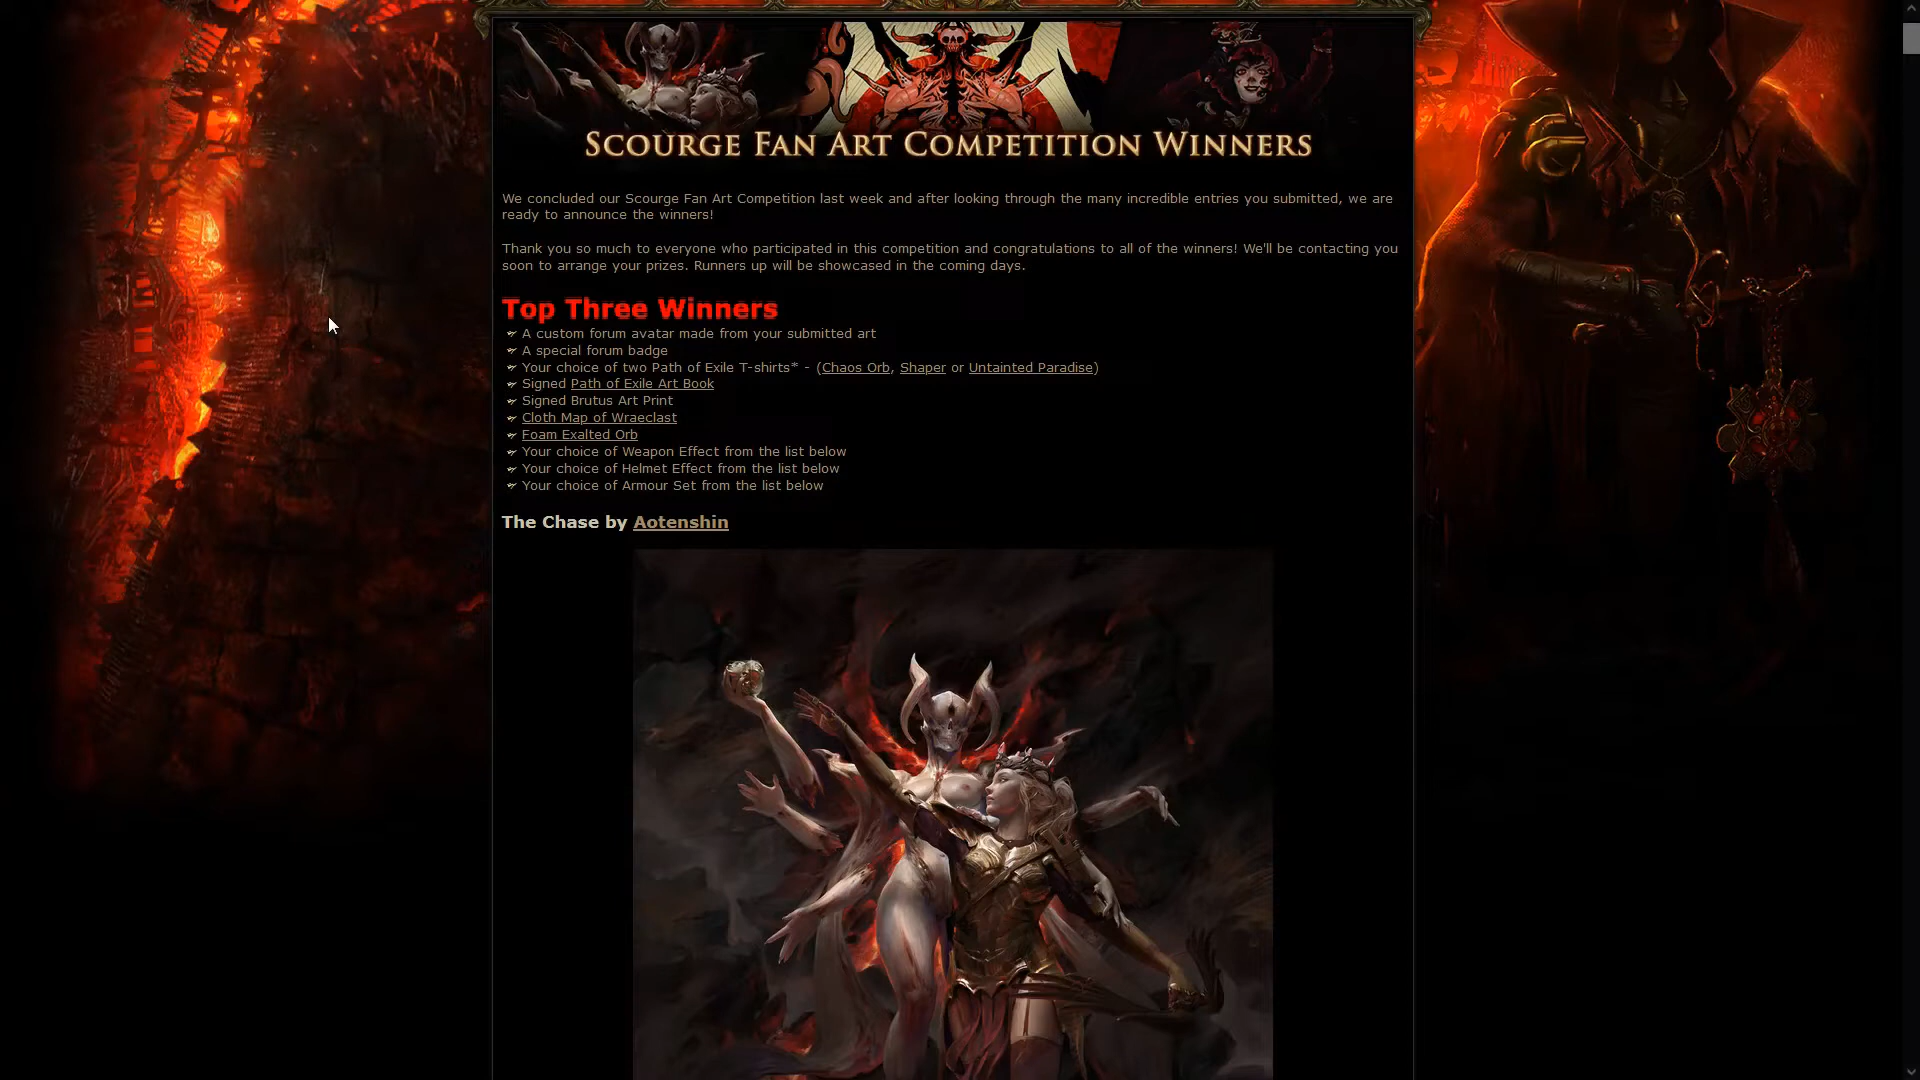 Scourge Fan Art Competition Winners
We concluded our Scourge Fan Art Competition last week and after looking through the many incredible entries you submitted, we are
ready to announce the winners!
Thank you so much to everyone who participated in this competition and congratulations to all of the winners! We'll be contacting you
soon to arrange your prizes. Runners up will be showcased in the coming days.
Top Three Winners
A custom forum avatar made from your submitted art
A special forum badge
Your choice of two Path of Exile T-shirts* - (Chaos Orb, Shaper or Untainted Paradise)
Signed Path of Exile Art Book
Signed Brutus Art Print
Cloth Map of Wraeclast
Foam Exalted Orb
Your choice of Weapon Effect from the list below
Your choice of Helmet Effect from the list below
Your choice of Armour Set from the list below
The Chase by Aotenshin